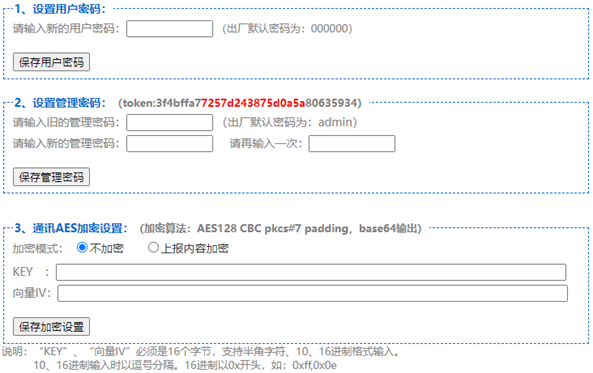 1、设置用户密码：
请输入新的用户密码： （出厂默认密码为：000000）
保存用户密码
2、设置管理密码：（token:3f4bffa77257d243875d0a5a80635934）
请输入旧的管理密码： （出厂默认密码为：admin）
请输入新的管理密码： 请再输入一次：
保存管理密码
3、通讯AES加密设置：（加密算法：AES128 CBC pkcs#7 padding，base64输出）
加密模式： 不加密 上报内容加密
KEY ：
向量IV：
保存加密设置
说明：“KEY”、“向量IV”必须是16个字节，支持半角字符、10、16进制格式输入。
10、16进制输入时以逗号分隔。16进制以0x开头，如：0xff,0x0e